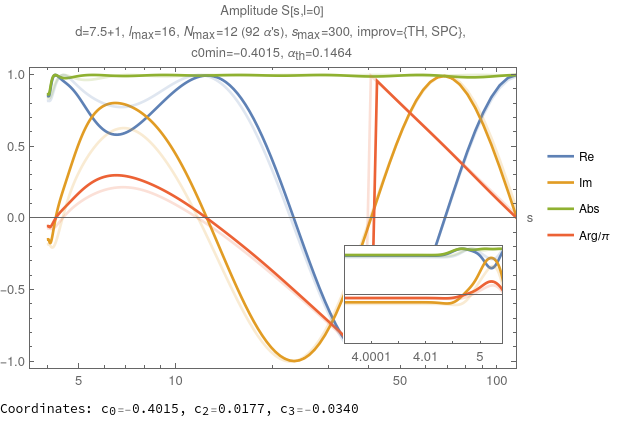 Amplitude S[s,l=0]
d=7.5+1, lmax=16, Nmax=12 (92 α's), smax=300, improv={TH, SPC},
c0min=−0.4015, αth=0.1464
1.0
0.5
0.0
−0.5
−1.0
s
5 10 50 100
4.0001 4.01 5
Re
Im
Abs
Arg/π
Coordinates: c0=−0.4015, c2=0.0177, c3=−0.0340